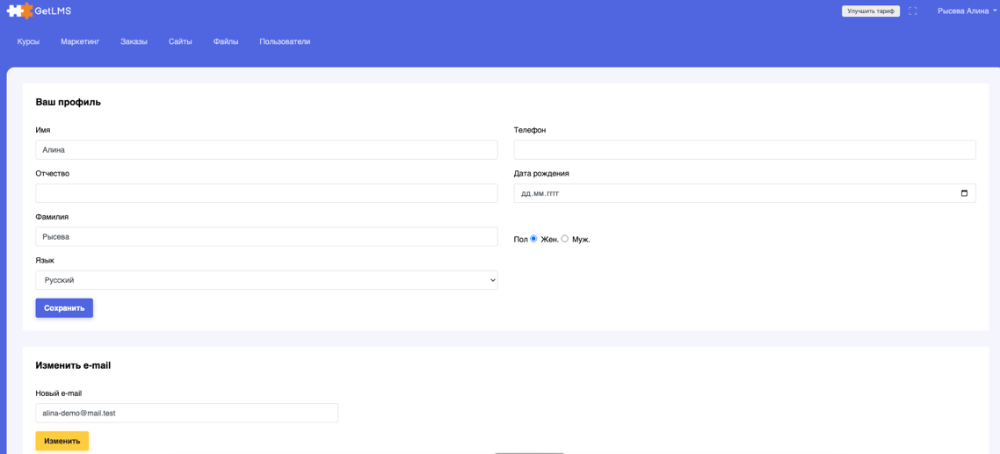 GetLMS
Улучшить тариф
Рысева Алина
Курсы Маркетинг Заказы Сайты Файлы Пользователи
Ваш профиль
Имя
Алина
Телефон
Отчество
Дата рождения
дд.мм.гггг
Фамилия
Рысева
Пол Жен. Муж.
Язык
Русский
Сохранить
Изменить e-mail
Новый e-mail
alina-demo@mail.test
Изменить